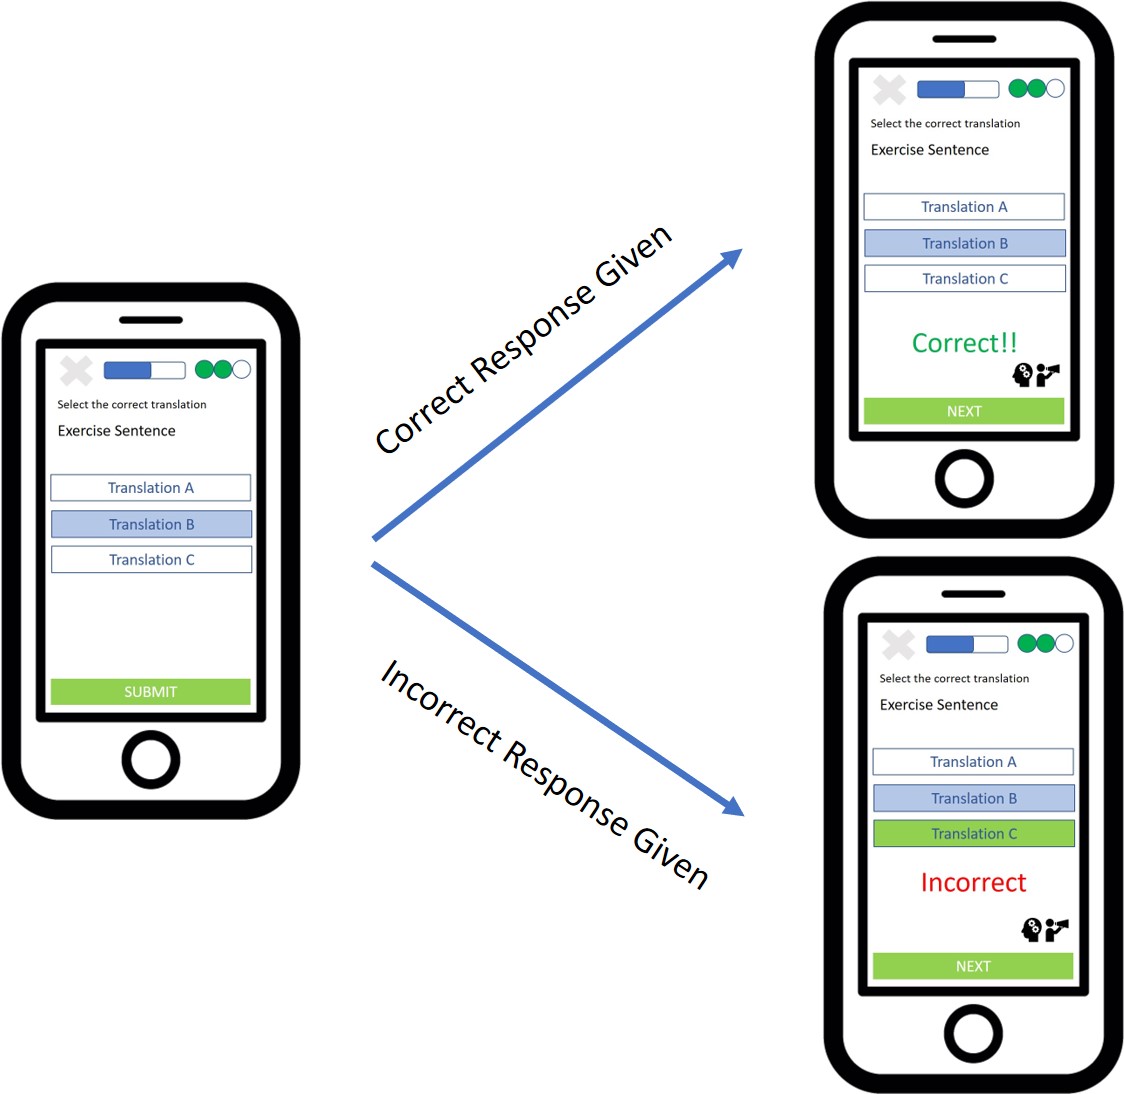 Select the correct translation
Exercise Sentence
Translation A
Translation B
Translation C
SUBMIT
Correct Response Given
Incorrect Response Given
Select the correct translation
Exercise Sentence
Translation A
Translation B
Translation C
Correct!!
NEXT
Select the correct translation
Exercise Sentence
Translation A
Translation B
Translation C
Incorrect
NEXT